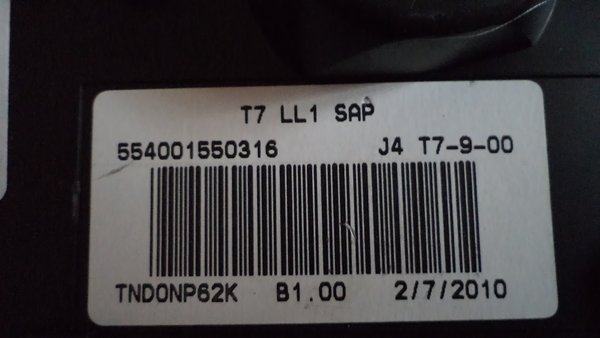 T7 LL1 SAP
554001550316 J4 T7-9-00
TNDONP62K B1.00 2/7/2010